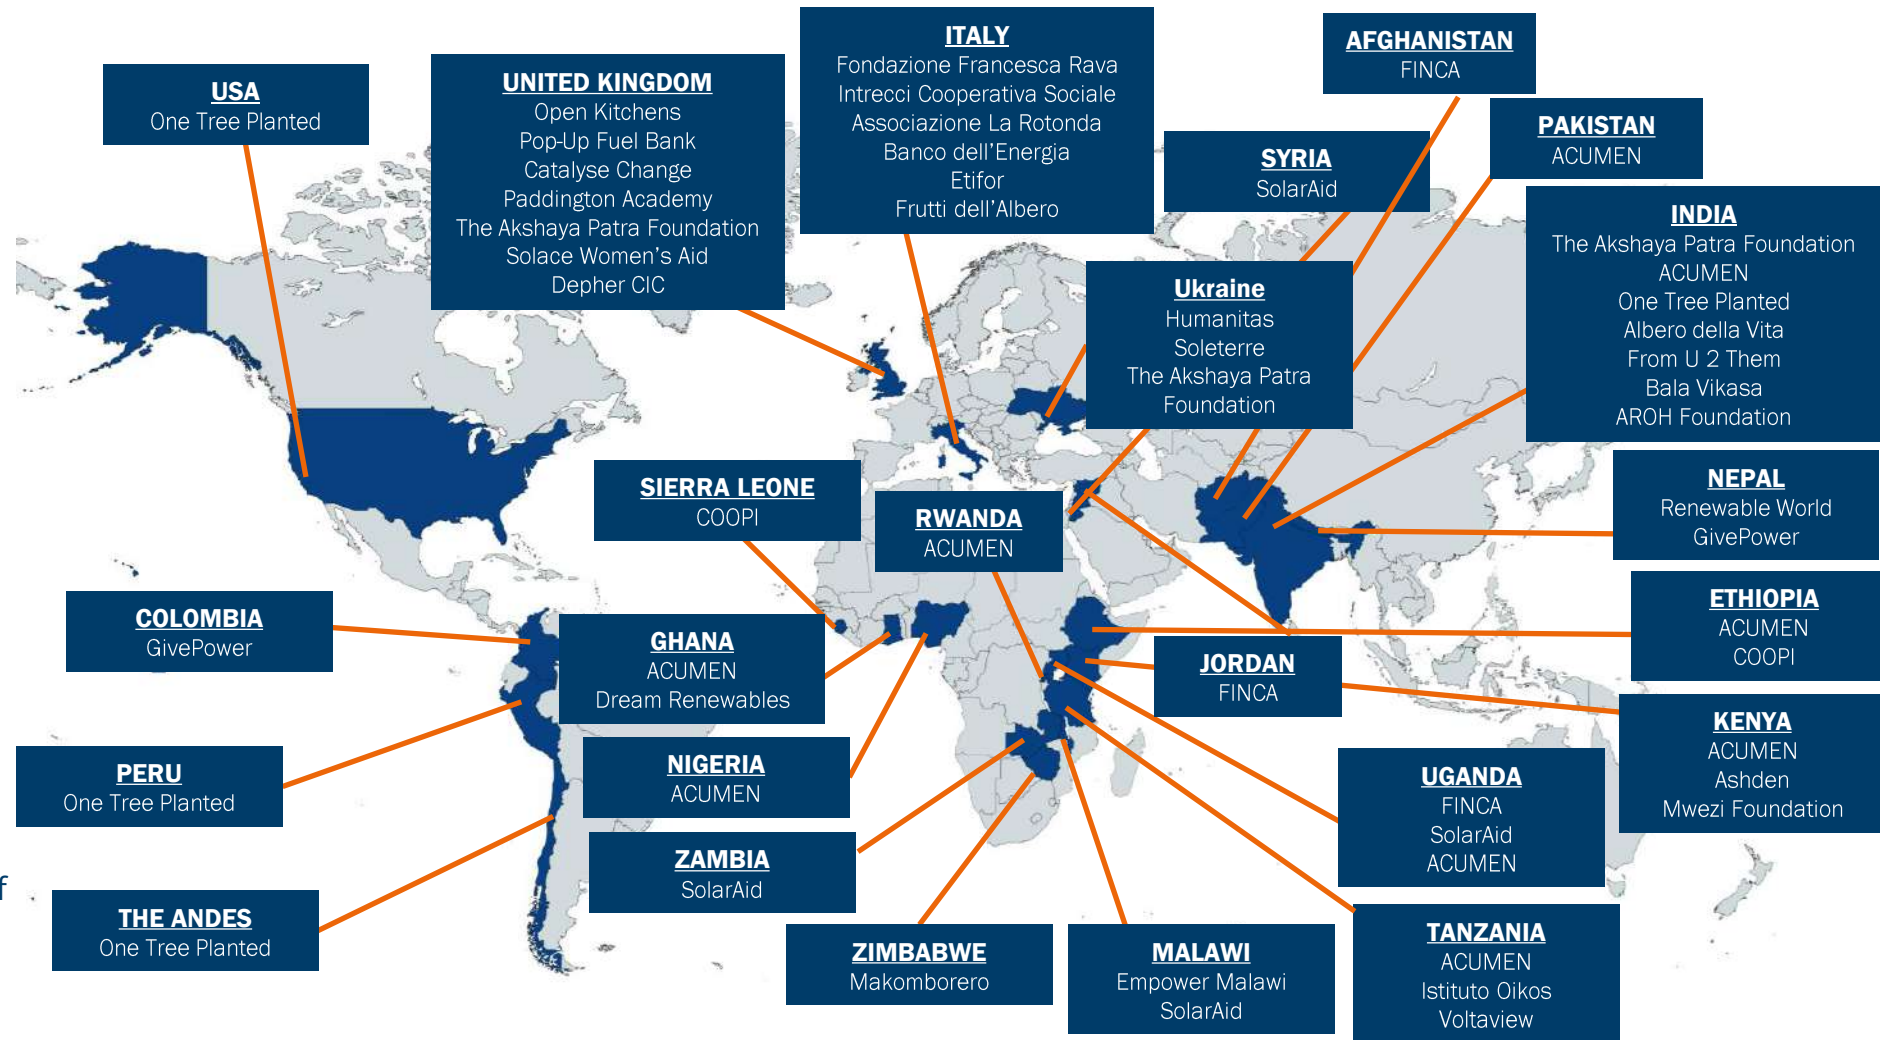 USA
One Tree Planted
UNITED KINGDOM
Open Kitchens
Pop-Up Fuel Bank
Catalyse Change
Paddington Academy
The Akshaya Patra Foundation
Solace Women's Aid
Depher CIC
ITALY
Fondazione Francesca Rava
Intrecci Cooperativa Sociale
Associazione La Rotonda
Banco dell'Energia
Etifor
Frutti dell'Albero
AFGHANISTAN
FINCA
PAKISTAN
ACUMEN
SYRIA
SolarAid
INDIA
The Akshaya Patra Foundation
ACUMEN
One Tree Planted
Albero della Vita
From U 2 Them
Bala Vikasa
AROH Foundation
Ukraine
Humanitas
Soleterre
The Akshaya Patra
Foundation
SIERRA LEONE
COOPI
RWANDA
ACUMEN
NEPAL
Renewable World
GivePower
COLOMBIA
GivePower
GHANA
ACUMEN
Dream Renewables
JORDAN
FINCA
ETHIOPIA
ACUMEN
COOPI
PERU
One Tree Planted
NIGERIA
ACUMEN
UGANDA
FINCA
SolarAid
ACUMEN
KENYA
ACUMEN
Ashden
Mwezi Foundation
ZAMBIA
SolarAid
f
THE ANDES
One Tree Planted
ZIMBABWE
Makomborero
MALAWI
Empower Malawi
SolarAid
TANZANIA
ACUMEN
Istituto Oikos
Voltaview